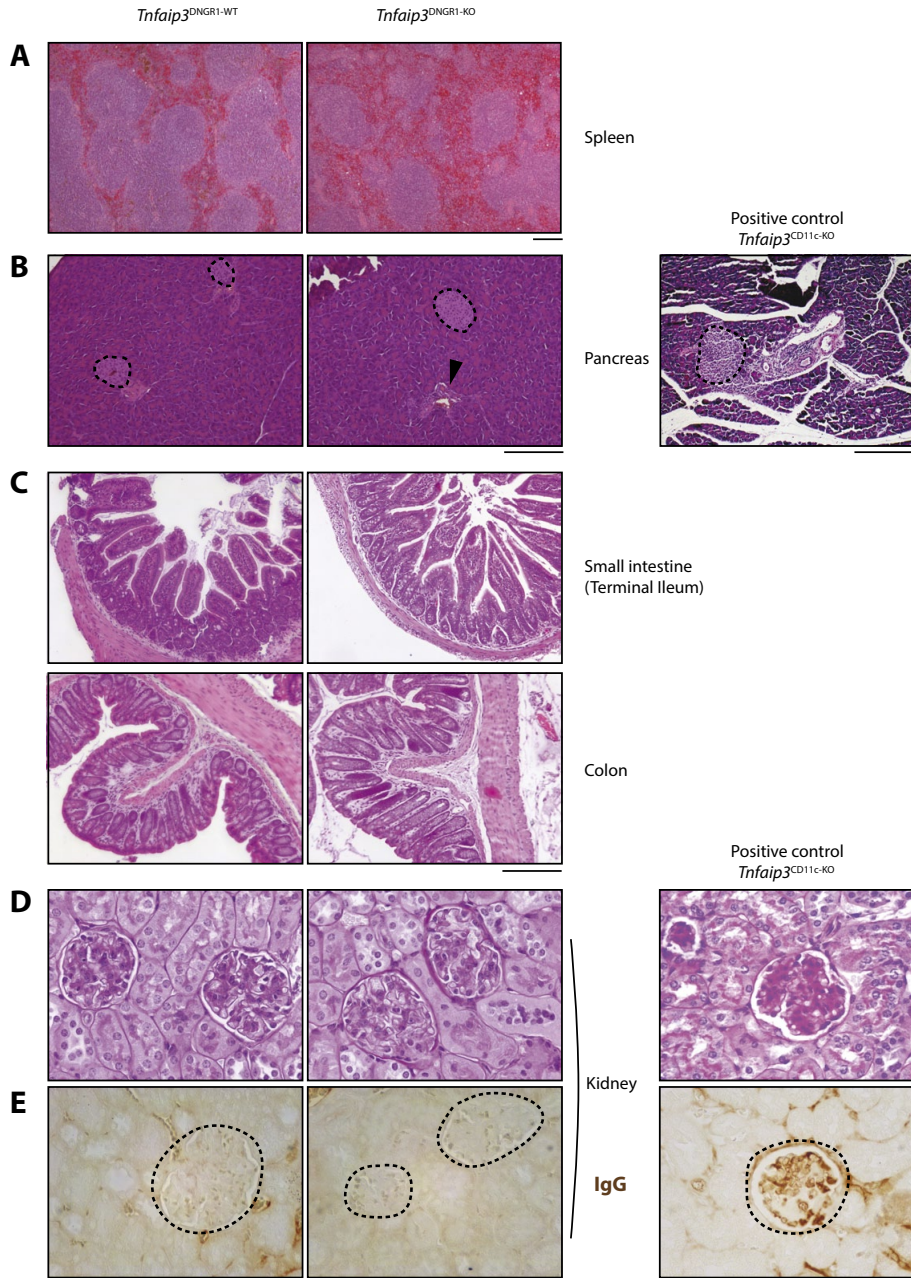 Tnfaip3DNGR1-WT
Tnfaip3DNGR1-KO
A
Spleen
Positive control
Tnfaip3CD11c-KO
B
Pancreas
C
Small intestine
(Terminal Ileum)
Colon
Positive control
Tnfaip3CD11c-KO
D
Kidney
E
IgG